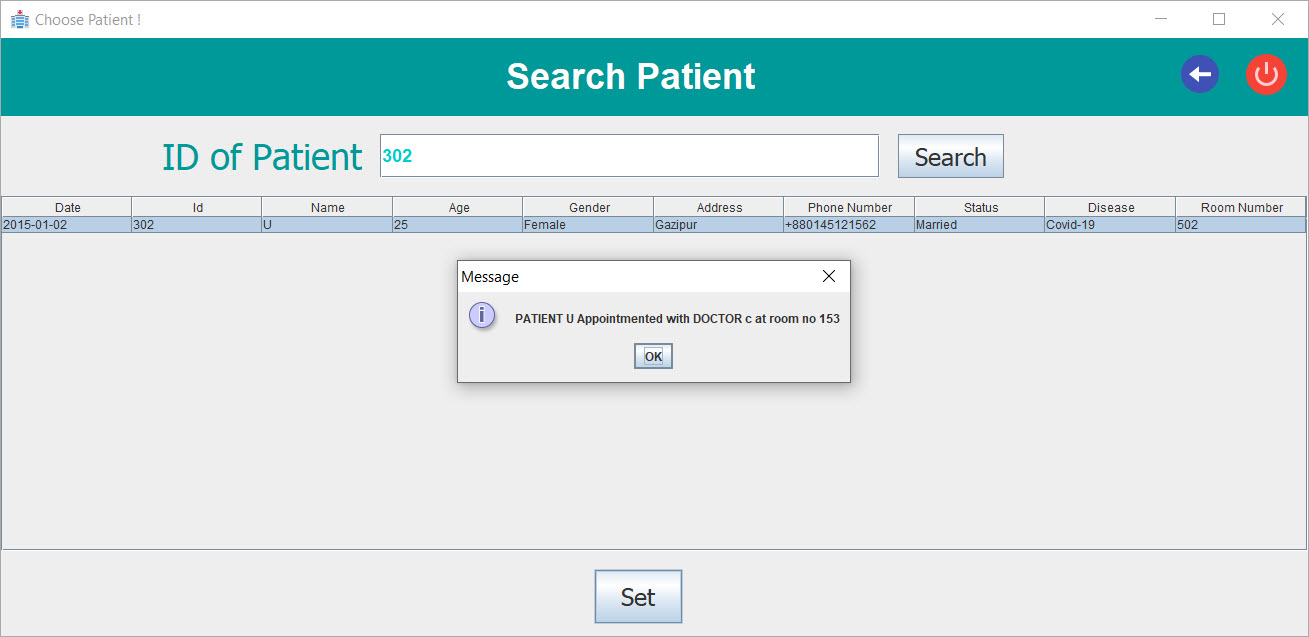 Choose Patient !
Search Patient
ID of Patient 302 Search
Date Id Name Age Gender Address Phone Number Status Disease Room Number
2015-01-02 302 U 25 Female Gazipur +880145121562 Married Covid-19 502
Message
i PATIENT U Appointmented with DOCTOR c at room no 153
OK
Set